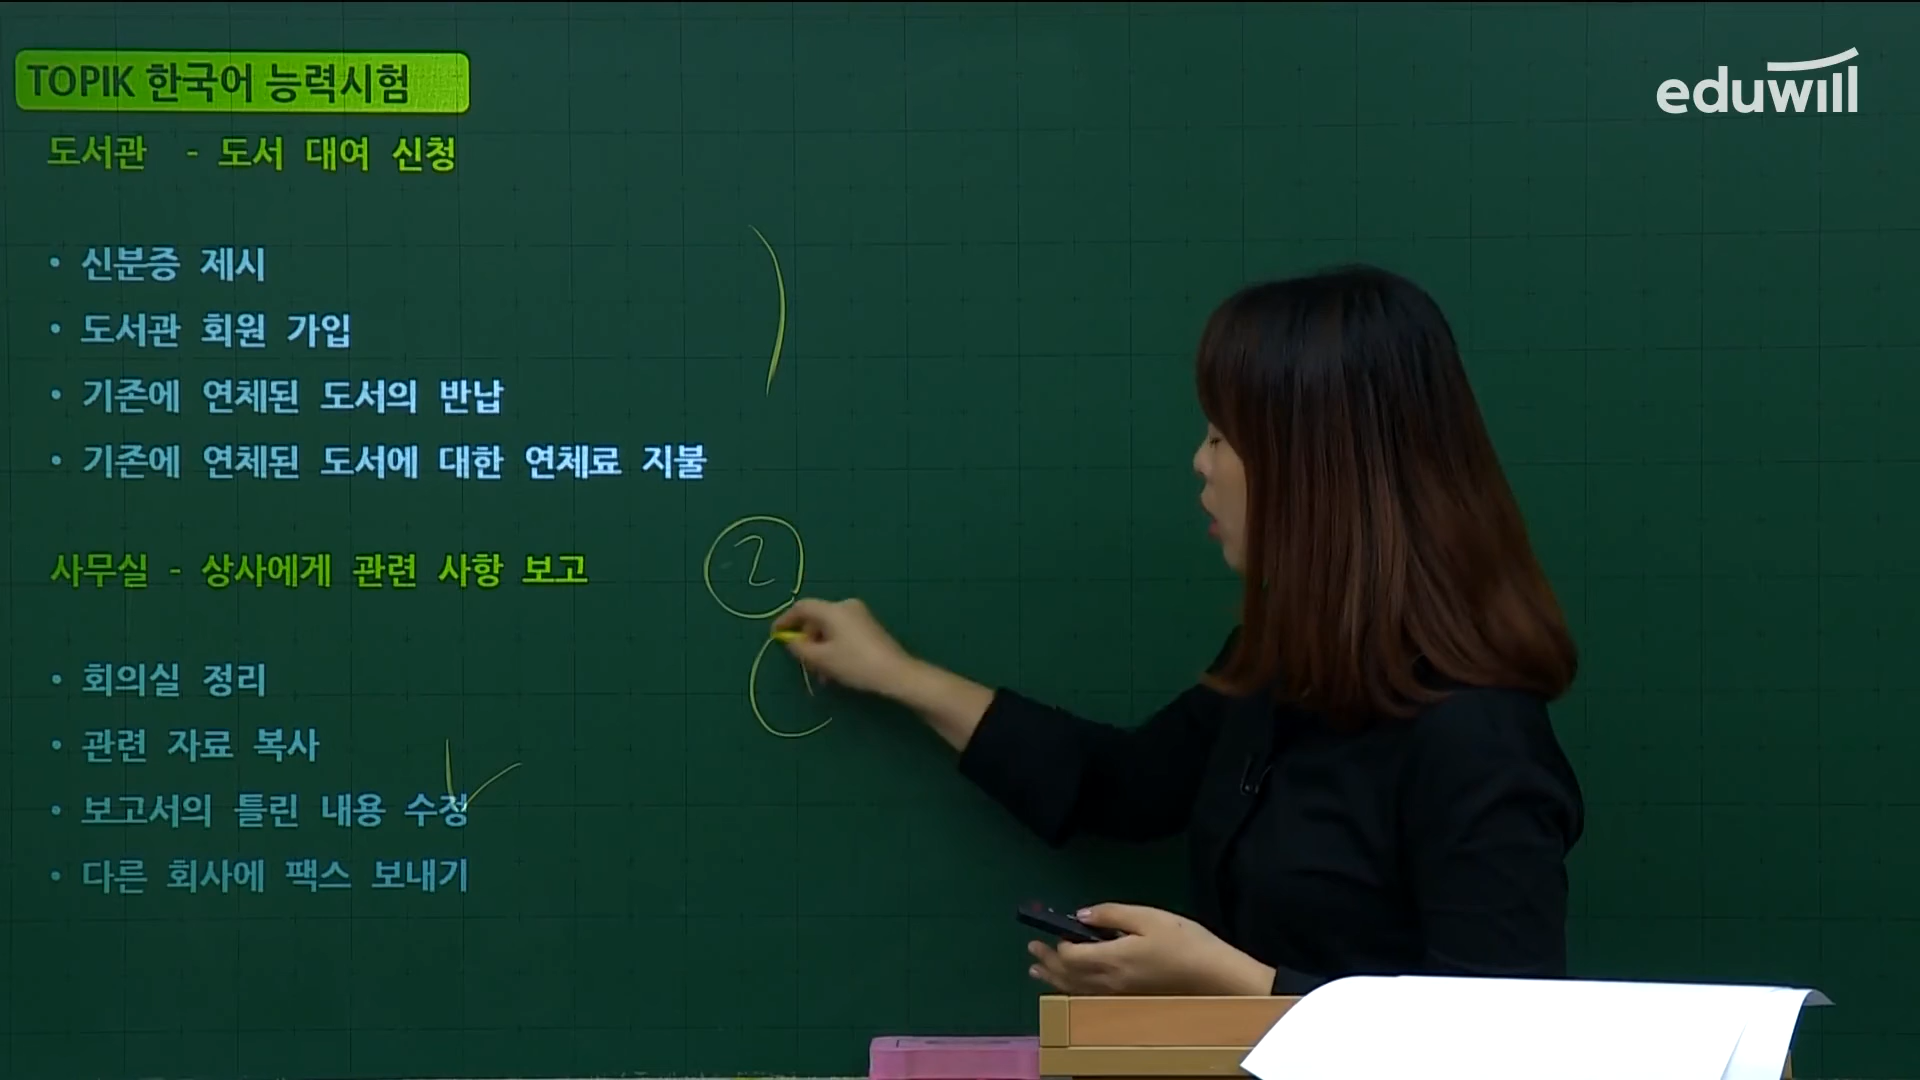 TOPIK 한국어 능력시험
eduwill
도서관 - 도서 대여 신청
• 신분증 제시
• 도서관 회원 가입
• 기존에 연체된 도서의 반납
• 기존에 연체된 도서에 대한 연체료 지불
2
사무실 - 상사에게 관련 사항 보고
• 회의실 정리
• 관련 자료 복사
• 보고서의 틀린 내용 수정
• 다른 회사에 팩스 보내기